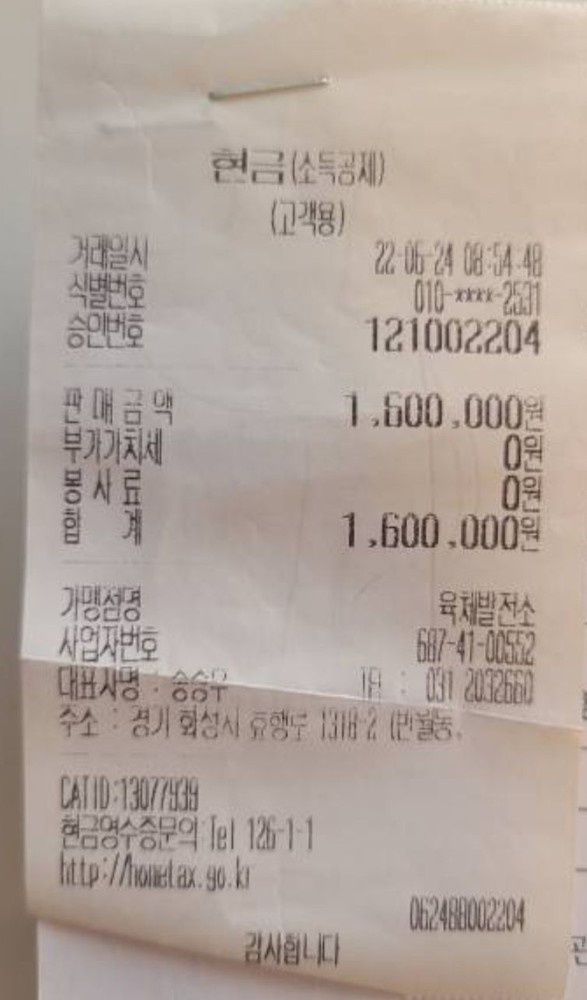 현금(소득공제)
(고객용)
거래일시 22-06-24 08:54:48
식별번호 010-****-2531
승인번호 121002204
판 매 금 액 1,600,000원
부가가치세 0원
봉 사 료 0원
합 계 1,600,000원
가맹점명 육체발전소
사업자번호 687-41-00552
대표자명 : 송승우 TEL : 031 2032660
주소 : 경기 화성시 효행로 1318-2 (반월동,
CATID:13077939
현금영수증문의 Tel 126-1-1
http://hometax.go.kr
062488002204
감사합니다